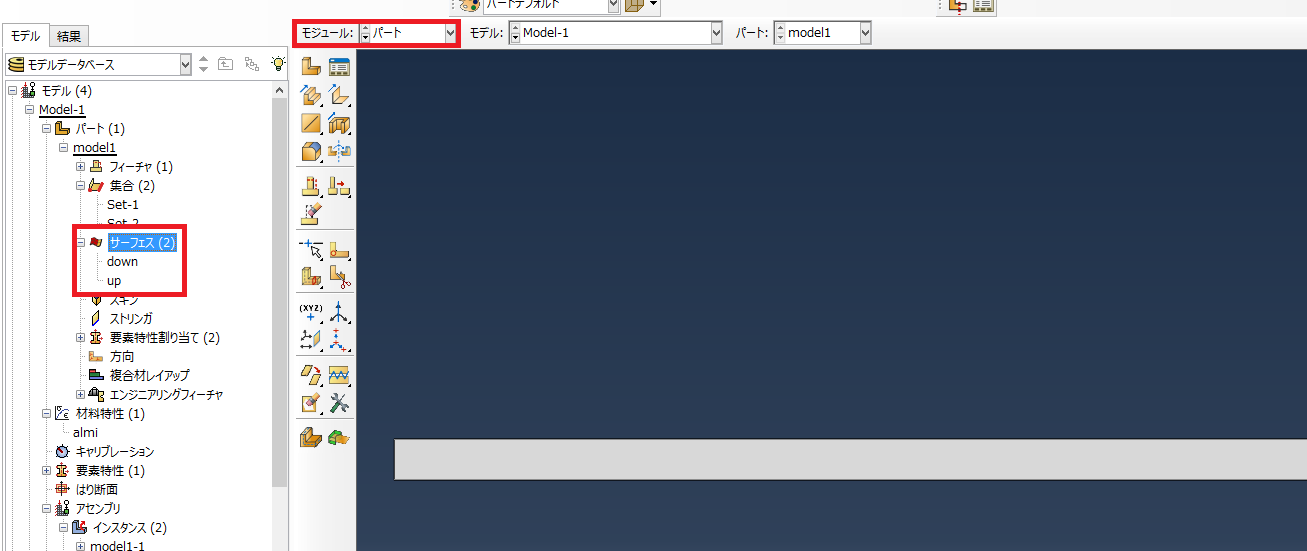 パートデフォルト
モジュール: パート モデル: Model-1 パート: model1
モデル 結果
モデルデータベース
モデル (4)
Model-1
パート (1)
model1
フィーチャ (1)
集合 (2)
Set-1
Set-2
サーフェス (2)
down
up
スキン
ストリンガ
要素特性割り当て (2)
方向
複合材レイアップ
エンジニアリングフィーチャ
材料特性 (1)
almi
キャリブレーション
要素特性 (1)
はり断面
アセンブリ
インスタンス (2)
model1-1
(XYZ)